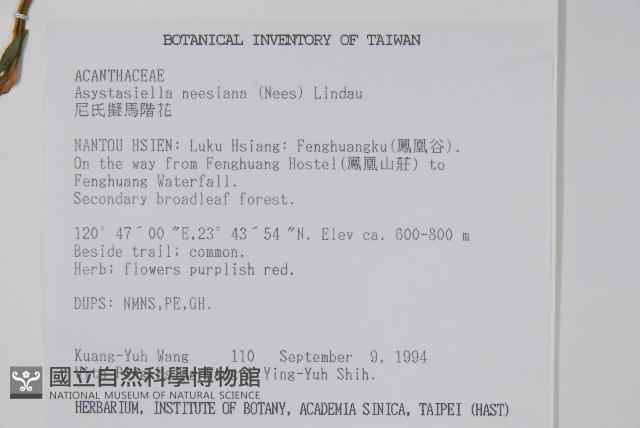 BOTANICAL INVENTORY OF TAIWAN
ACANTHACEAE
Asystasiella neesiana (Nees) Lindau
尼氏擬馬階花
NANTOU HSIEN: Luku Hsiang: Fenghuangku(鳳凰谷).
On the way from Fenghuang Hostel(鳳凰山莊) to
Fenghuang Waterfall.
Secondary broadleaf forest.
120° 47´00 ″E,23° 43´54 ″N. Elev ca. 600-800 m
Beside trail; common.
Herb; flowers purplish red.
DUPS: NMNS,PE,GH.
Kuang-Yuh Wang 110 September 9, 1994
With Ying-Yuh Shih.
國立自然科學博物館
NATIONAL MUSEUM OF NATURAL SCIENCE
HERBARIUM, INSTITUTE OF BOTANY, ACADEMIA SINICA, TAIPEI (HAST)